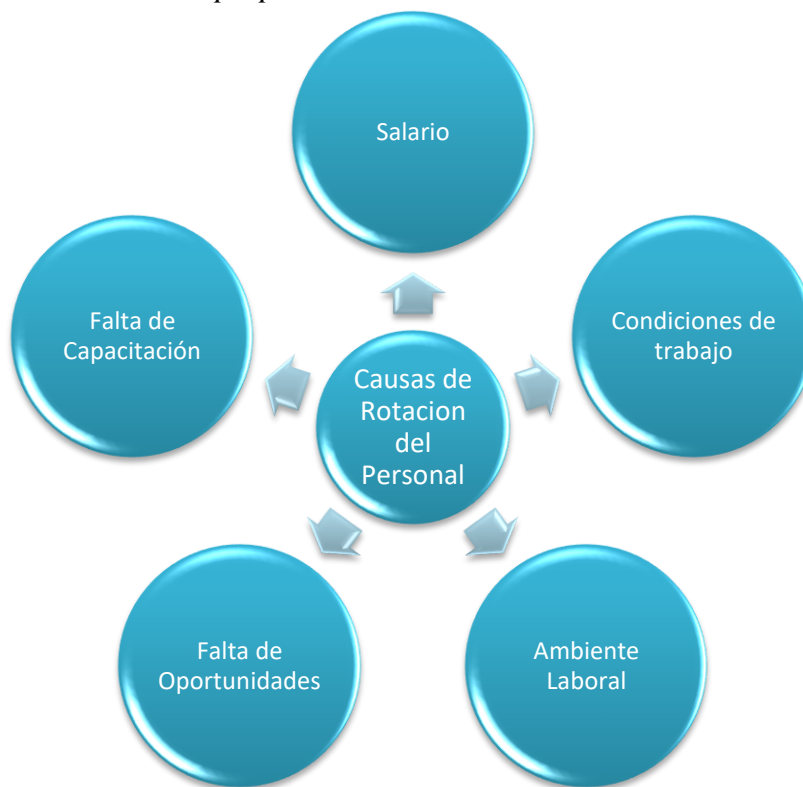 Salario
Condiciones de
trabajo
Ambiente
Laboral
Falta de
Oportunidades
Falta de
Capacitación
Causas de
Rotacion
del
Personal